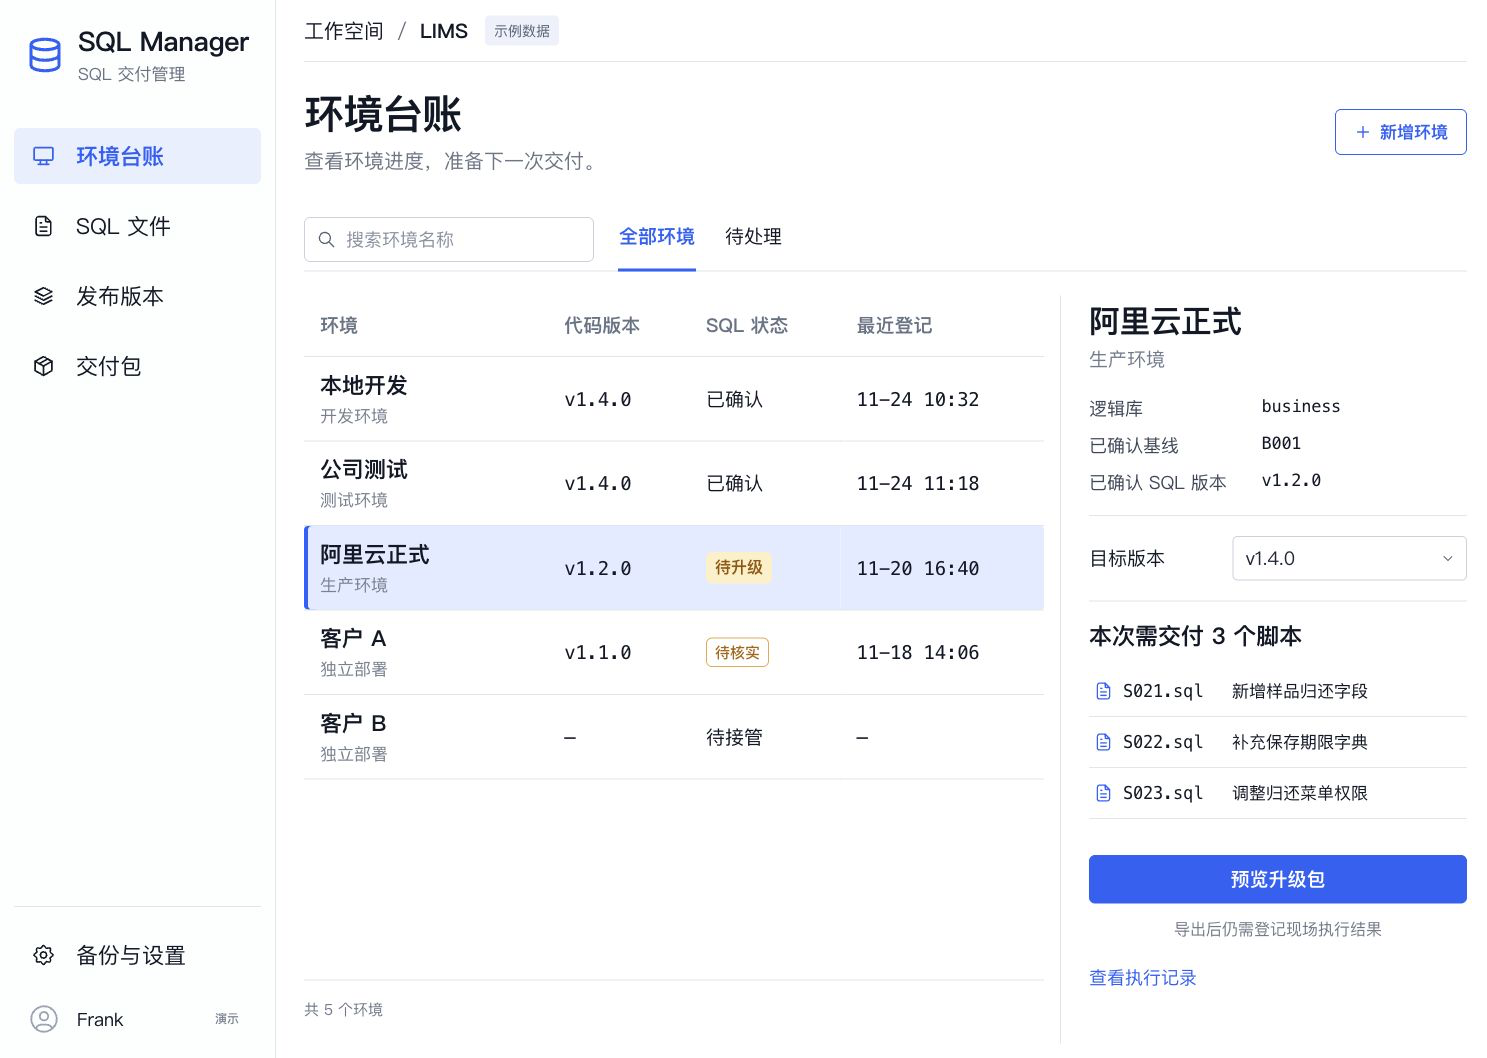 SQL Manager
SQL 交付管理
环境台账
SQL 文件
发布版本
交付包
备份与设置
Frank 演示
工作空间 / LIMS 示例数据
环境台账
查看环境进度，准备下一次交付。
+ 新增环境
搜索环境名称 全部环境 待处理
环境 代码版本 SQL 状态 最近登记
本地开发
开发环境
v1.4.0 已确认 11-24 10:32
公司测试
测试环境
v1.4.0 已确认 11-24 11:18
阿里云正式
生产环境
v1.2.0 待升级 11-20 16:40
客户 A
独立部署
v1.1.0 待核实 11-18 14:06
客户 B
独立部署
— 待接管 —
共 5 个环境
阿里云正式
生产环境
逻辑库 business
已确认基线 B001
已确认 SQL 版本 v1.2.0
目标版本 v1.4.0
本次需交付 3 个脚本
S021.sql 新增样品归还字段
S022.sql 补充保存期限字典
S023.sql 调整归还菜单权限
预览升级包
导出后仍需登记现场执行结果
查看执行记录